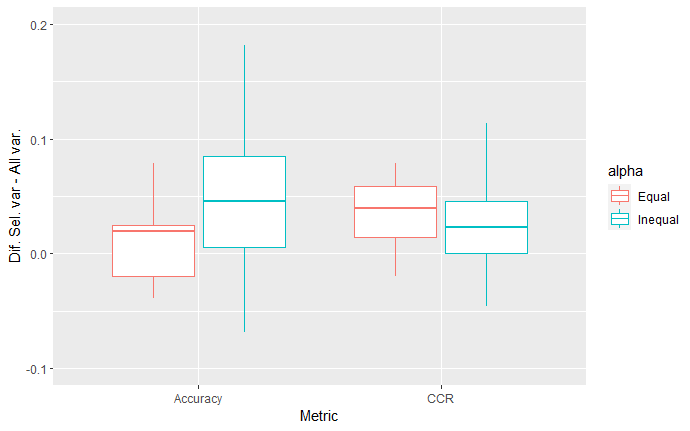 Dif. Sel. var - All var.
0.2
0.1
0.0
-0.1
Accuracy
CCR
Metric
alpha
Equal
Inequal